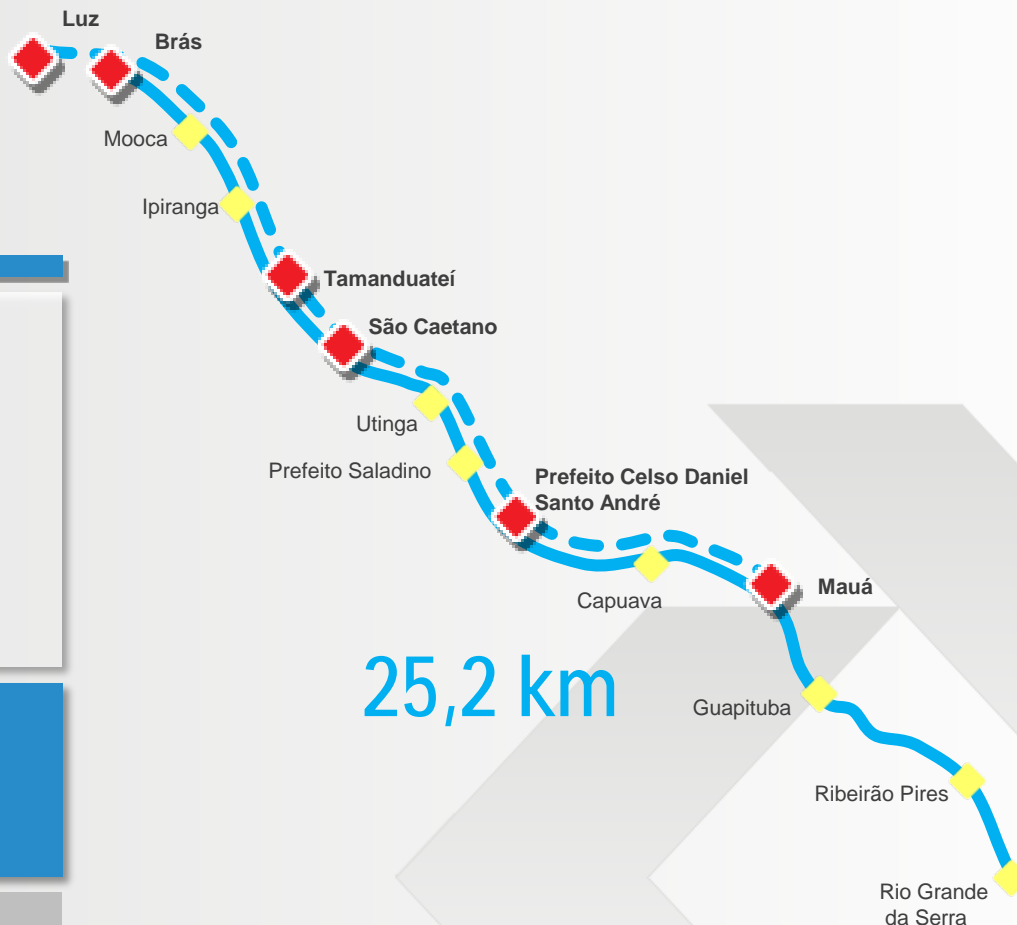 Luz
Brás
Mooca
Ipiranga
Tamanduateí
São Caetano
Utinga
Prefeito Saladino
Prefeito Celso Daniel
Santo André
Mauá
Capuava
25,2 km
Guapituba
Ribeirão Pires
Rio Grande
da Serra